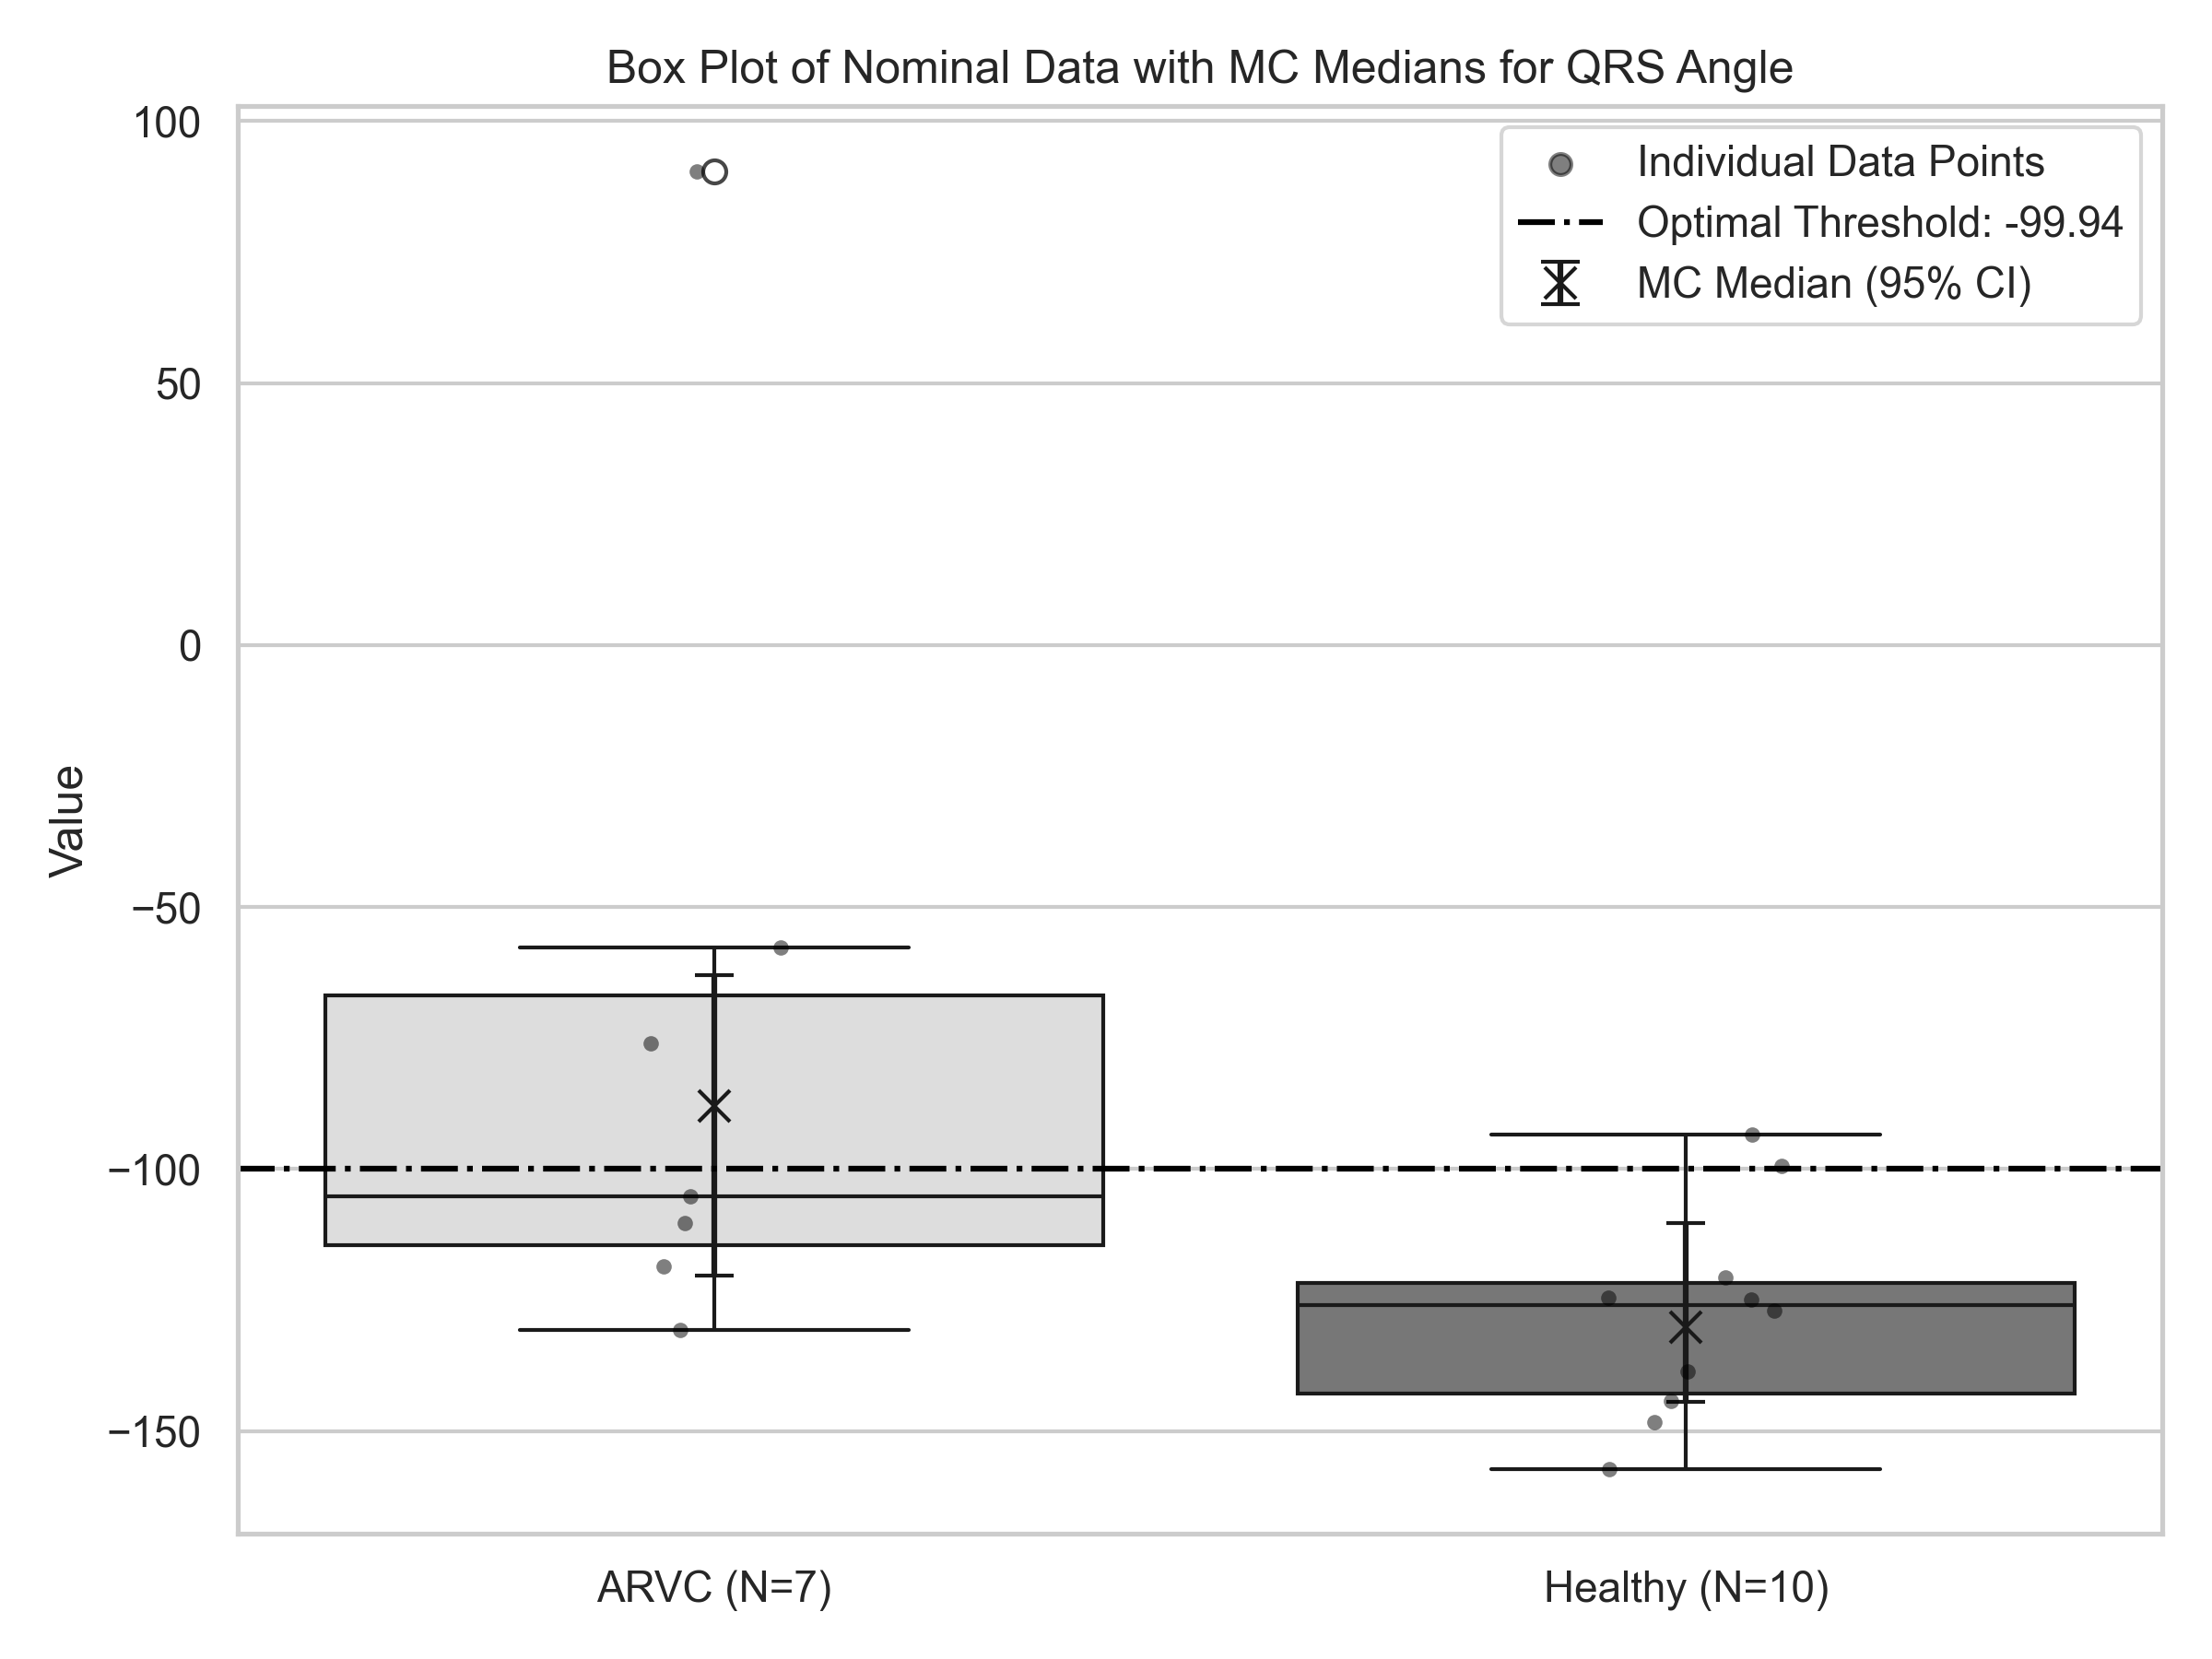 Box Plot of Nominal Data with MC Medians for QRS Angle
100
50
0
−50
−100
−150
Value
Individual Data Points
Optimal Threshold: -99.94
MC Median (95% CI)
ARVC (N=7)
Healthy (N=10)